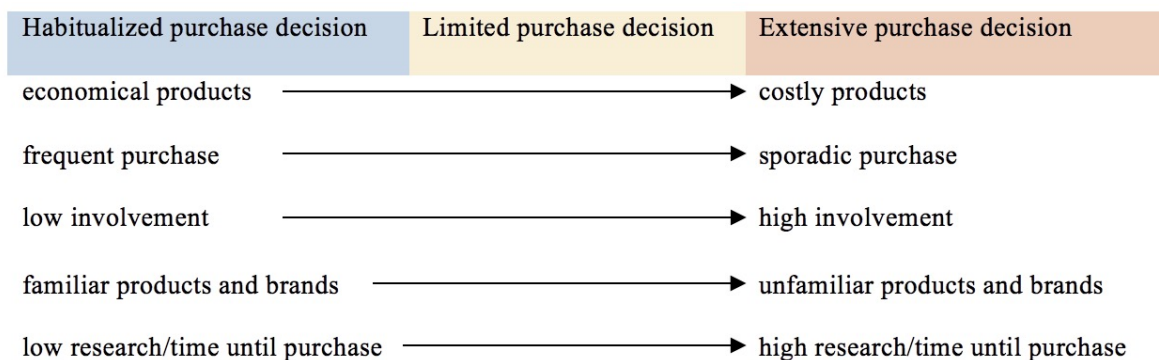 Habitualized purchase decision Limited purchase decision Extensive purchase decision
economical products costly products
frequent purchase sporadic purchase
low involvement high involvement
familiar products and brands unfamiliar products and brands
low research/time until purchase high research/time until purchase